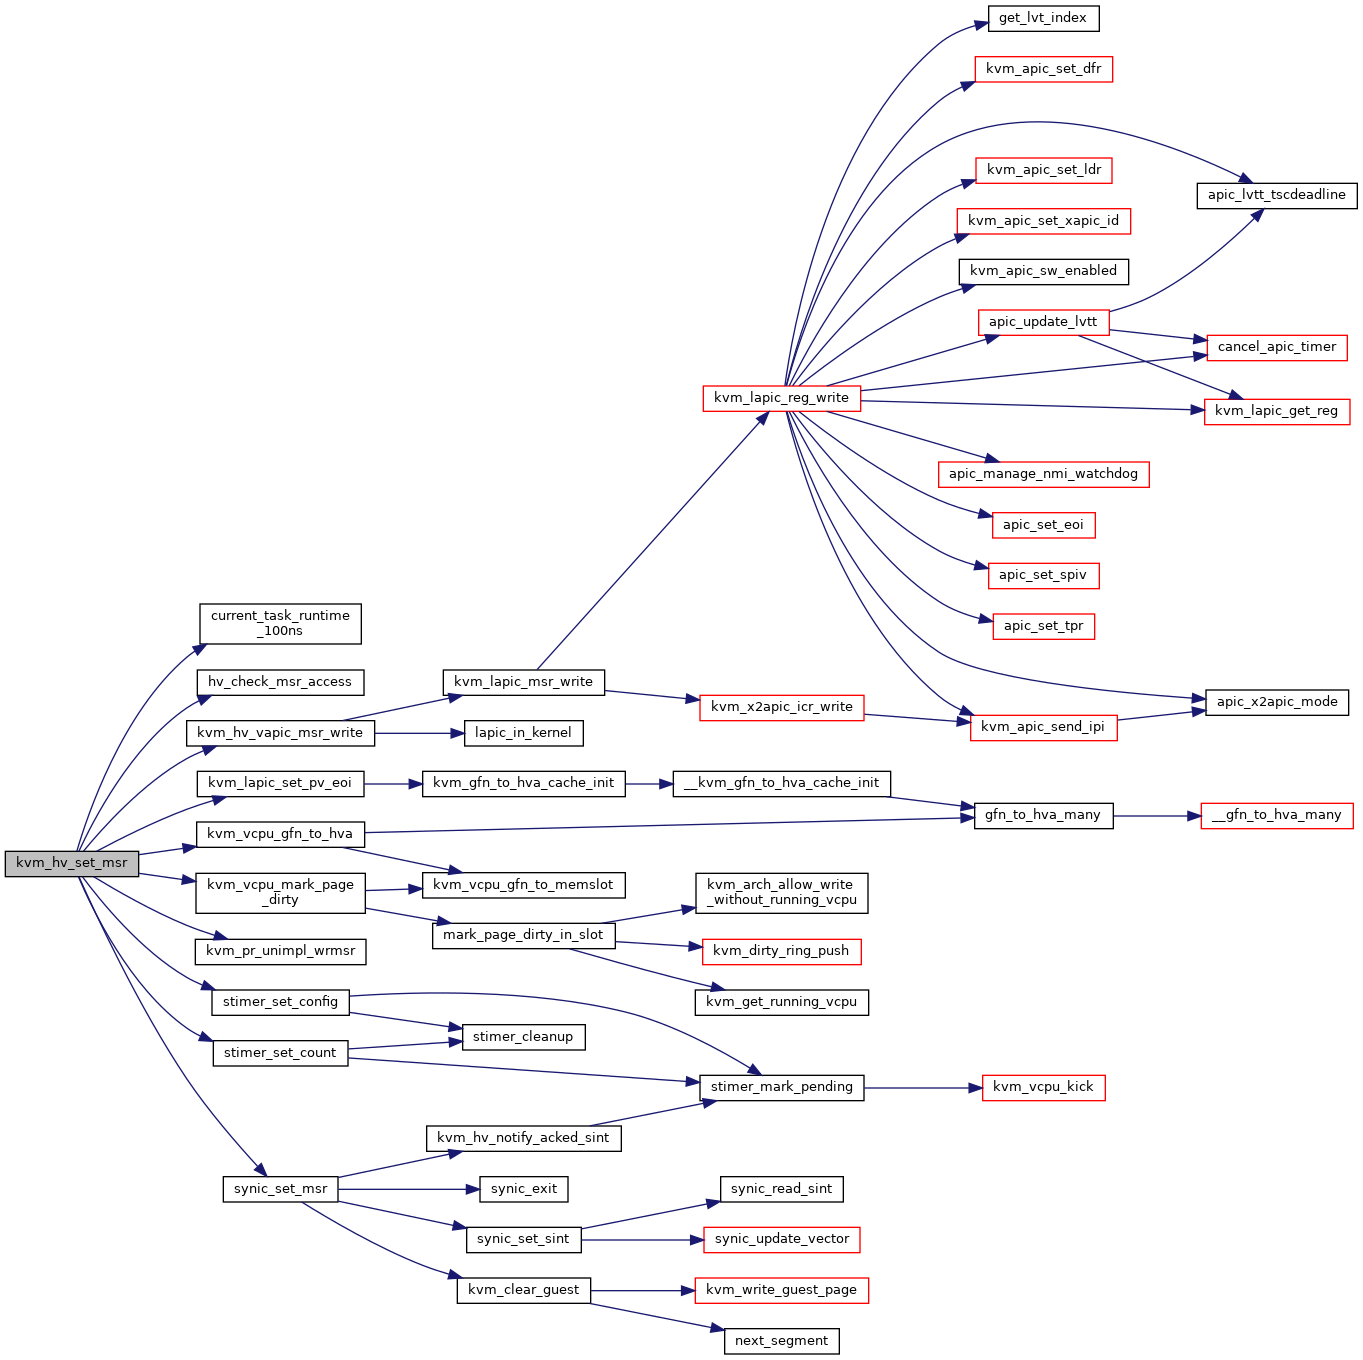 get_lvt_index
kvm_apic_set_dfr
kvm_apic_set_ldr
apic_lvtt_tscdeadline
kvm_apic_set_xapic_id
kvm_apic_sw_enabled
apic_update_lvtt
cancel_apic_timer
kvm_lapic_reg_write
kvm_lapic_get_reg
apic_manage_nmi_watchdog
apic_set_eoi
apic_set_spiv
current_task_runtime
_100ns
apic_set_tpr
hv_check_msr_access
kvm_lapic_msr_write
kvm_x2apic_icr_write
apic_x2apic_mode
kvm_hv_vapic_msr_write
lapic_in_kernel
kvm_apic_send_ipi
kvm_lapic_set_pv_eoi
kvm_gfn_to_hva_cache_init
__kvm_gfn_to_hva_cache_init
gfn_to_hva_many
__gfn_to_hva_many
kvm_vcpu_gfn_to_hva
kvm_hv_set_msr
kvm_vcpu_mark_page
_dirty
kvm_vcpu_gfn_to_memslot
kvm_arch_allow_write
_without_running_vcpu
mark_page_dirty_in_slot
kvm_pr_unimpl_wrmsr
kvm_dirty_ring_push
stimer_set_config
kvm_get_running_vcpu
stimer_cleanup
stimer_set_count
stimer_mark_pending
kvm_vcpu_kick
kvm_hv_notify_acked_sint
synic_set_msr
synic_exit
synic_read_sint
synic_set_sint
synic_update_vector
kvm_clear_guest
kvm_write_guest_page
next_segment